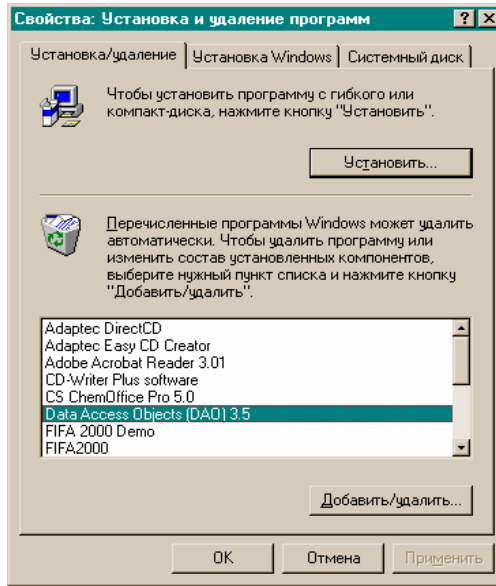 Свойства: Установка и удаление программ
Установка/удаление Установка Windows Системный диск
Чтобы установить программу с гибкого или
компакт-диска, нажмите кнопку "Установить".
Установить...
Перечисленные программы Windows может удалить
автоматически. Чтобы удалить программу или
изменить состав установленных компонентов,
выберите нужный пункт списка и нажмите кнопку
"Добавить/удалить".
Adaptec DirectCD
Adaptec Easy CD Creator
Adobe Acrobat Reader 3.01
CD-Writer Plus software
CS ChemOffice Pro 5.0
Data Access Objects (DAO) 3.5
FIFA 2000 Demo
FIFA2000
Добавить/удалить...
OK Отмена Применить